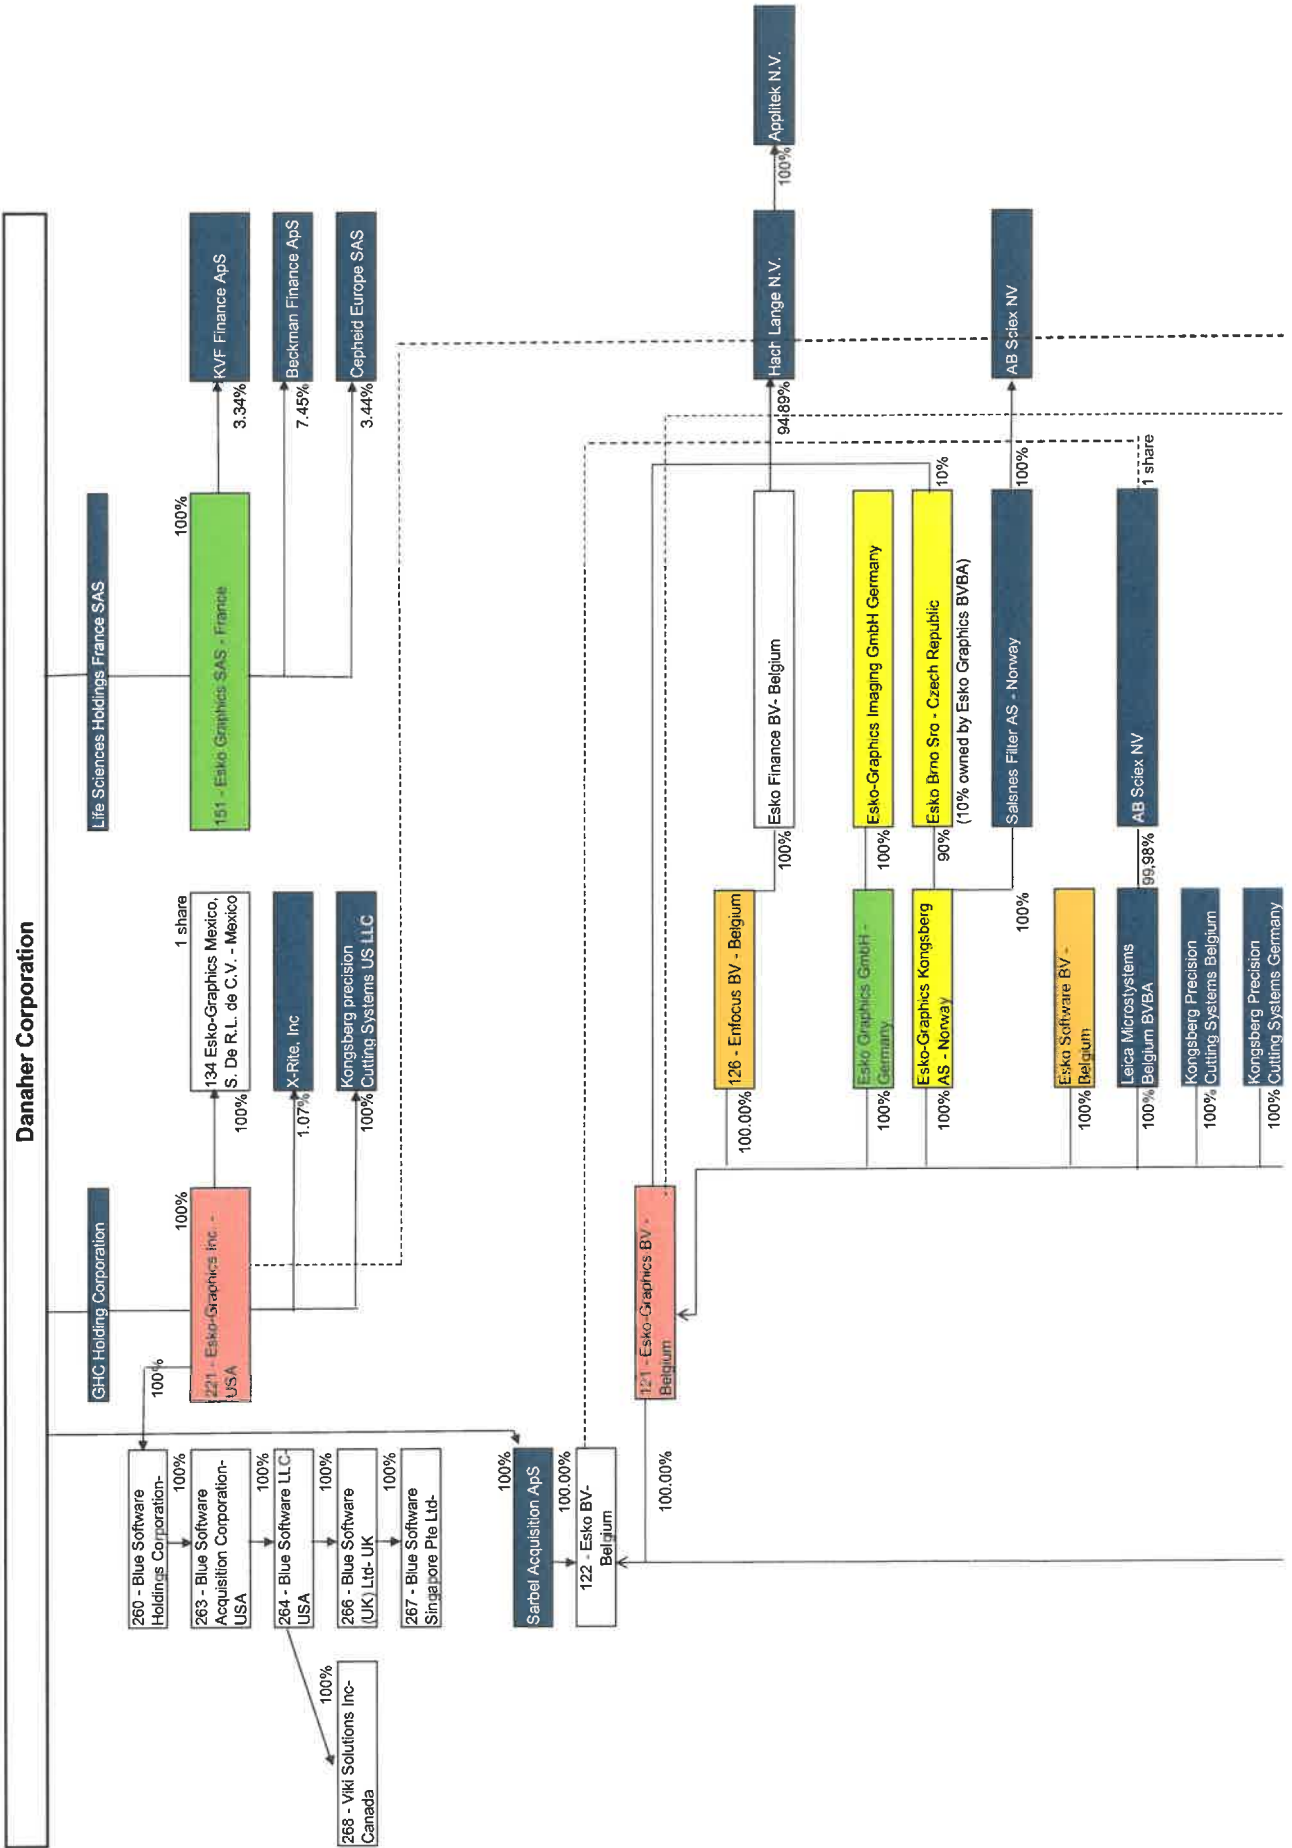 Danaher Corporation
Life Sciences Holdings France SAS
100%
151 - Esko Graphics SAS - France
KVF Finance ApS
3.34%
Beckman Finance ApS
7.45%
Cepheid Europe SAS
3.44%
GHC Holding Corporation
100%
221 - Esko-Graphics Inc. -
USA
1 share
134 Esko-Graphics Mexico,
S. De R.L. de C.V. - Mexico
100%
X-Rite, Inc
1.07%
Kongsberg precision
Cutting Systems US LLC
100%
100%
260 - Blue Software
Holdings Corporation-
100%
263 - Blue Software
Acquisition Corporation-
USA
100%
264 - Blue Software LLC-
USA
100%
266 - Blue Software
(UK) Ltd- UK
100%
267 - Blue Software
Singapore Pte Ltd-
100%
268 - Viki Solutions Inc-
Canada
100%
Sarbel Acquisition ApS
100.00%
122 - Esko BV-
Belgium
100.00%
121 - Esko-Graphics BV -
Belgium
100.00%
126 - Enfocus BV - Belgium
100%
Esko Finance BV- Belgium
94.89%
Hach Lange N.V.
100%
Applitek N.V.
100%
Esko Graphics GmbH -
Germany
100%
Esko-Graphics Imaging GmbH Germany
100%
Esko-Graphics Kongsberg
AS - Norway
90%
Esko Brno Sro - Czech Republic
10%
(10% owned by Esko Graphics BVBA)
100%
Salsnes Filter AS - Norway
100%
AB Sciex NV
100%
Esko Software BV -
Belgium
100%
Leica Microstystems
Belgium BVBA
99,98%
AB Sciex NV
1 share
100%
Kongsberg Precision
Cutting Systems Belgium
100%
Kongsberg Precision
Cutting Systems Germany